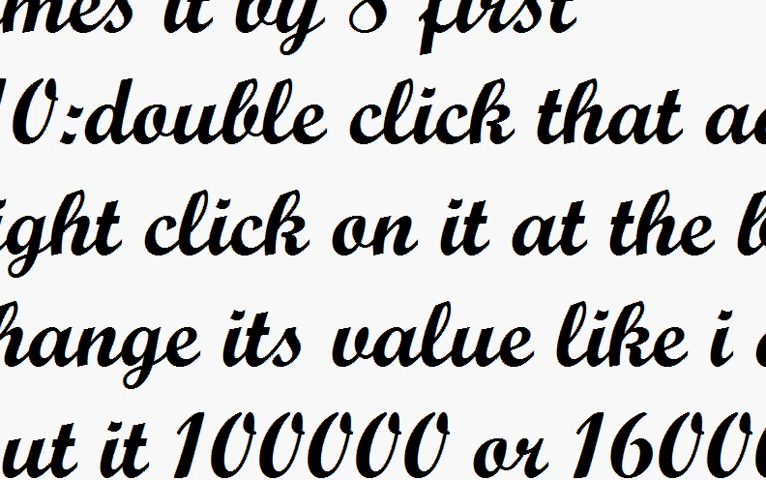 mes it by 8 first
10:double click that a
ight click on it at the b
hange its value like i
ut it 100000 or 16000